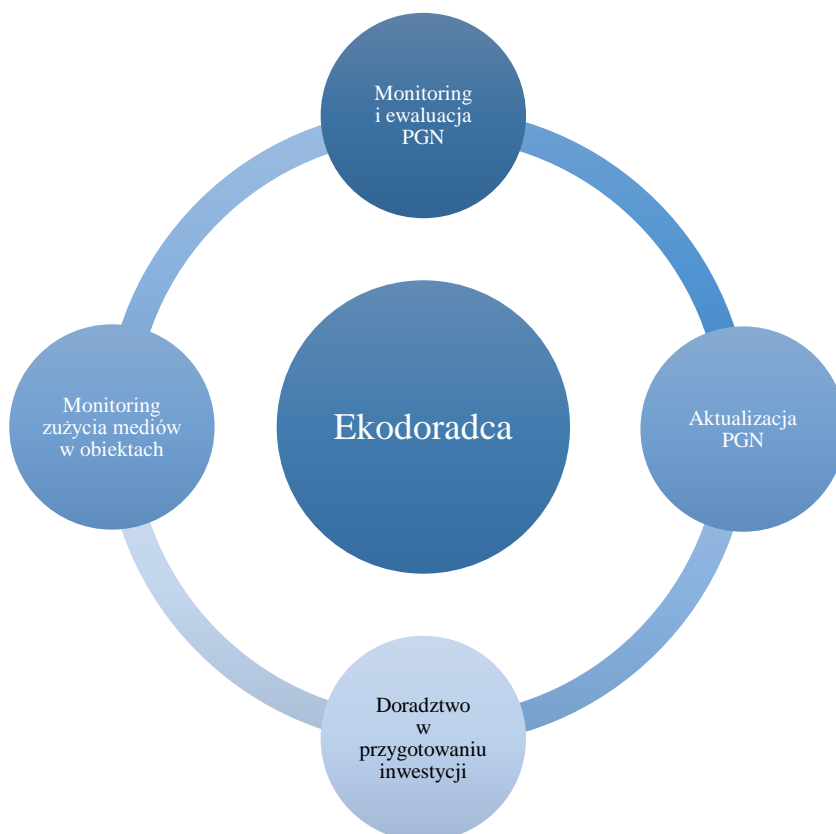 Monitoring
i ewaluacja
PGN
Monitoring
zużycia mediów
w obiektach
Ekodoradca
Aktualizacja
PGN
Doradztwo
w
przygotowaniu
inwestycji